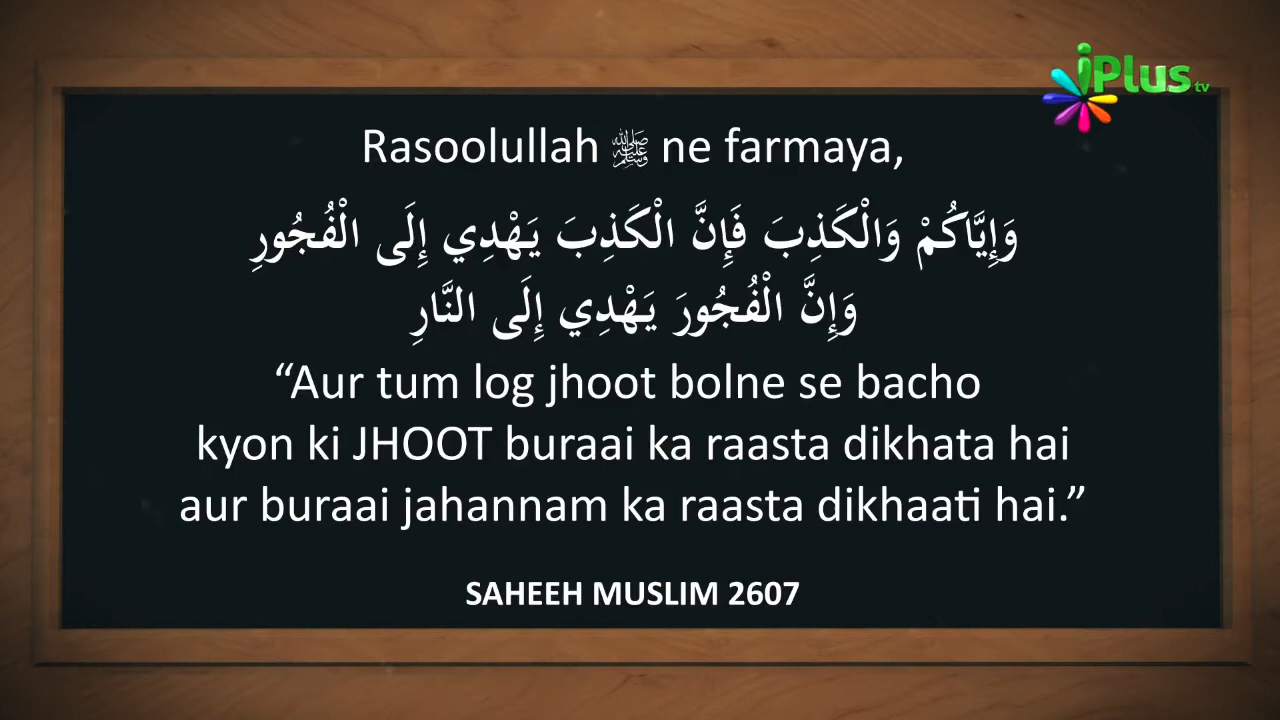 iPlus tv
Rasoolullah ﷺ ne farmaya,
وَإِيَّاكُمْ وَالْكَذِبَ فَإِنَّ الْكَذِبَ يَهْدِي إِلَى الْفُجُورِ
وَإِنَّ الْفُجُورَ يَهْدِي إِلَى النَّارِ
“Aur tum log jhoot bolne se bacho
kyon ki JHOOT buraai ka raasta dikhata hai
aur buraai jahannam ka raasta dikhaati hai.”
SAHEEH MUSLIM 2607